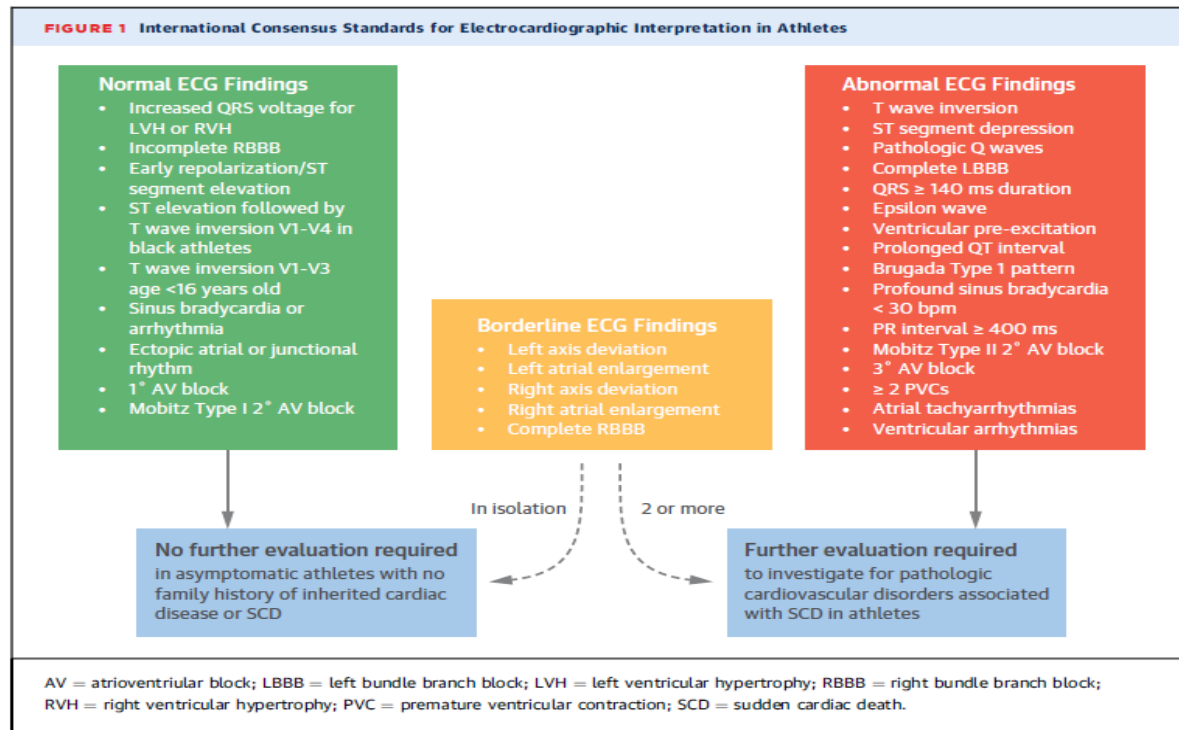 FIGURE 1 International Consensus Standards for Electrocardiographic Interpretation in Athletes
Normal ECG Findings
• Increased QRS voltage for
LVH or RVH
• Incomplete RBBB
• Early repolarization/ST
segment elevation
• ST elevation followed by
T wave inversion V1-V4 in
black athletes
• T wave inversion V1-V3
age <16 years old
• Sinus bradycardia or
arrhythmia
• Ectopic atrial or junctional
rhythm
• 1° AV block
• Mobitz Type I 2° AV block
Borderline ECG Findings
• Left axis deviation
• Left atrial enlargement
• Right axis deviation
• Right atrial enlargement
• Complete RBBB
Abnormal ECG Findings
• T wave inversion
• ST segment depression
• Pathologic Q waves
• Complete LBBB
• QRS ≥ 140 ms duration
• Epsilon wave
• Ventricular pre-excitation
• Prolonged QT interval
• Brugada Type 1 pattern
• Profound sinus bradycardia
< 30 bpm
• PR interval ≥ 400 ms
• Mobitz Type II 2° AV block
• 3° AV block
• ≥ 2 PVCs
• Atrial tachyarrhythmias
• Ventricular arrhythmias
In isolation
2 or more
No further evaluation required
in asymptomatic athletes with no
family history of inherited cardiac
disease or SCD
Further evaluation required
to investigate for pathologic
cardiovascular disorders associated
with SCD in athletes
AV = atrioventriular block; LBBB = left bundle branch block; LVH = left ventricular hypertrophy; RBBB = right bundle branch block;
RVH = right ventricular hypertrophy; PVC = premature ventricular contraction; SCD = sudden cardiac death.